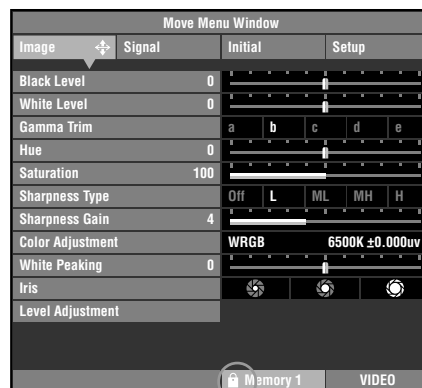 Move Menu Window
Image Signal Initial Setup
Black Level 0
White Level 0
Gamma Trim a b c d e
Hue 0
Saturation 100
Sharpness Type Off L ML MH H
Sharpness Gain 4
Color Adjustment WRGB 6500K ±0.000uv
White Peaking 0
Iris
Level Adjustment
Memory 1 VIDEO